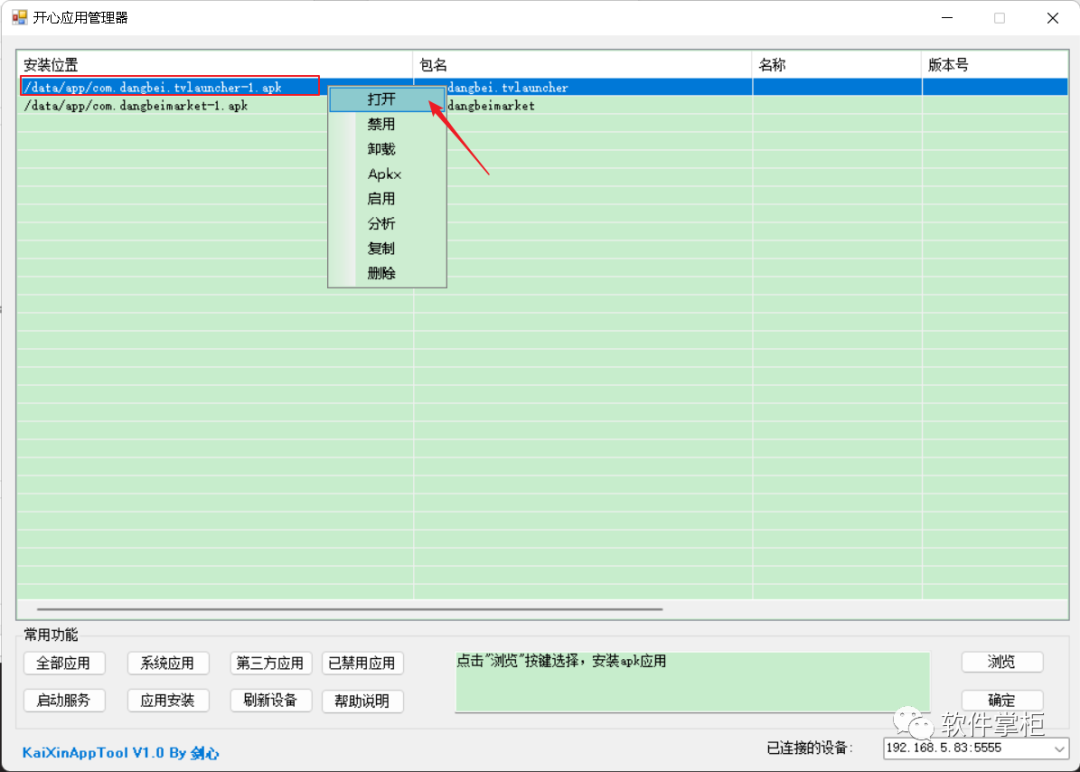 开心应用管理器
安装位置 包名 名称 版本号
/data/app/com.dangbei.tvlauncher-1.apk dangbei.tvlauncher
/data/app/com.dangbeimarket-1.apk dangbeimarket
打开
禁用
卸载
Apk×
启用
分析
复制
删除
常用功能
全部应用 系统应用 第三方应用 已禁用应用 点击"浏览"按键选择，安装apk应用 浏览
启动服务 应用安装 刷新设备 帮助说明 确定
软件掌柜
KaiXinAppTool V1.0 By 剑心 已连接的设备: 192.168.5.83:5555